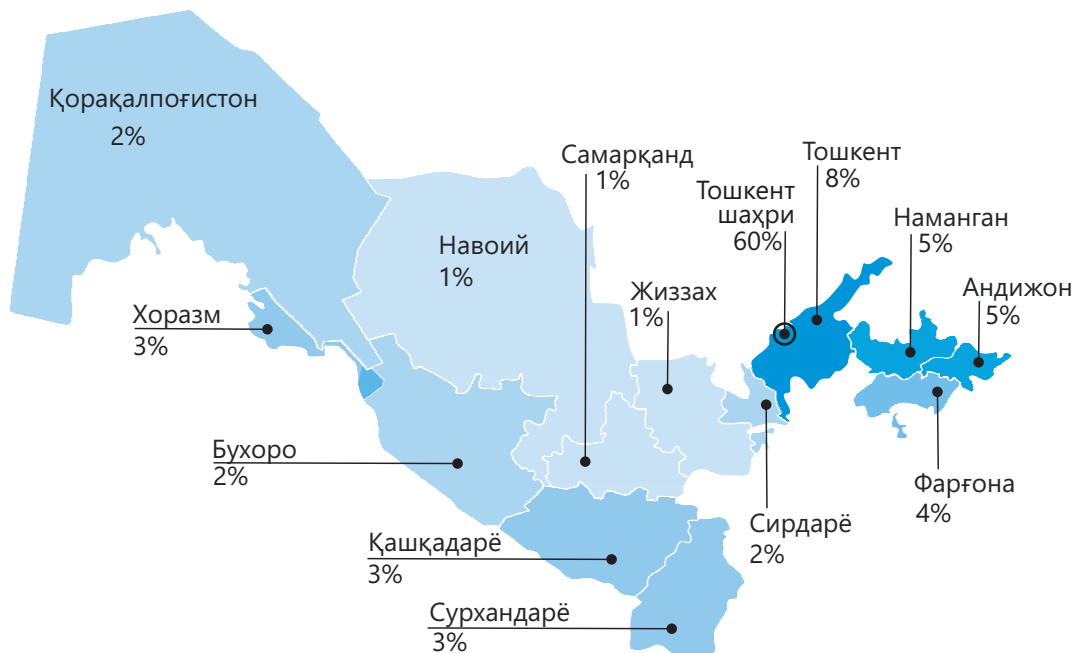 Қорақалпоғистон
2%
Самарқанд
1%
Тошкент
8%
Тошкент
шаҳри
60%
Наманган
5%
Навоий
1%
Жиззах
1%
Андижон
5%
Хоразм
3%
Бухоро
2%
Фарғона
4%
Сирдарё
2%
Қашқадарё
3%
Сурхандарё
3%